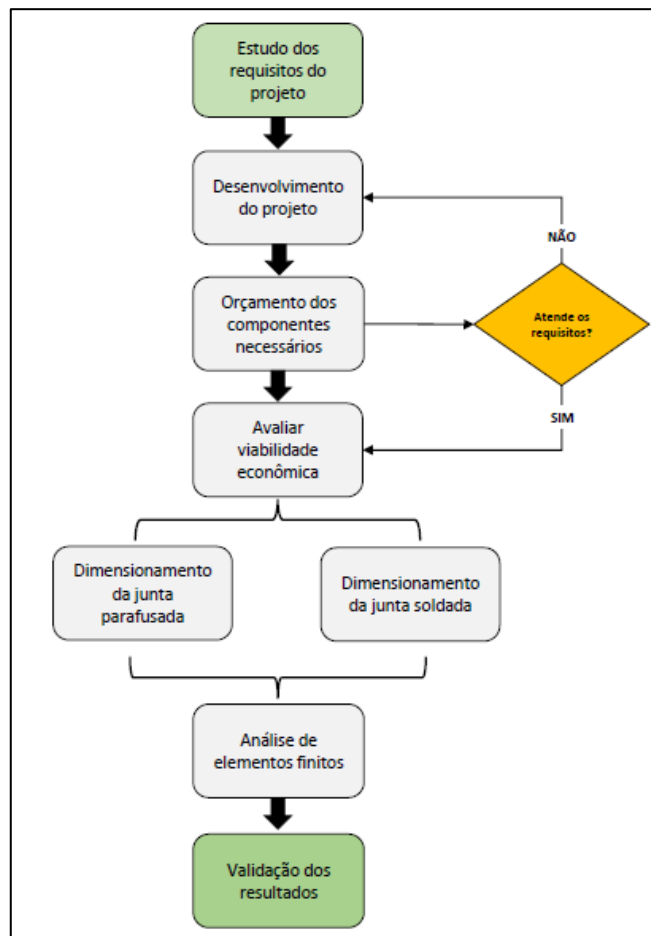 Estudo dos
requisitos do
projeto
Desenvolvimento
do projeto
NÃO
Orçamento dos
componentes
necessários
Atende os
requisitos?
SIM
Avaliar
viabilidade
econômica
Dimensionamento
da junta
parafusada
Dimensionamento
da junta soldada
Análise de
elementos finitos
Validação dos
resultados